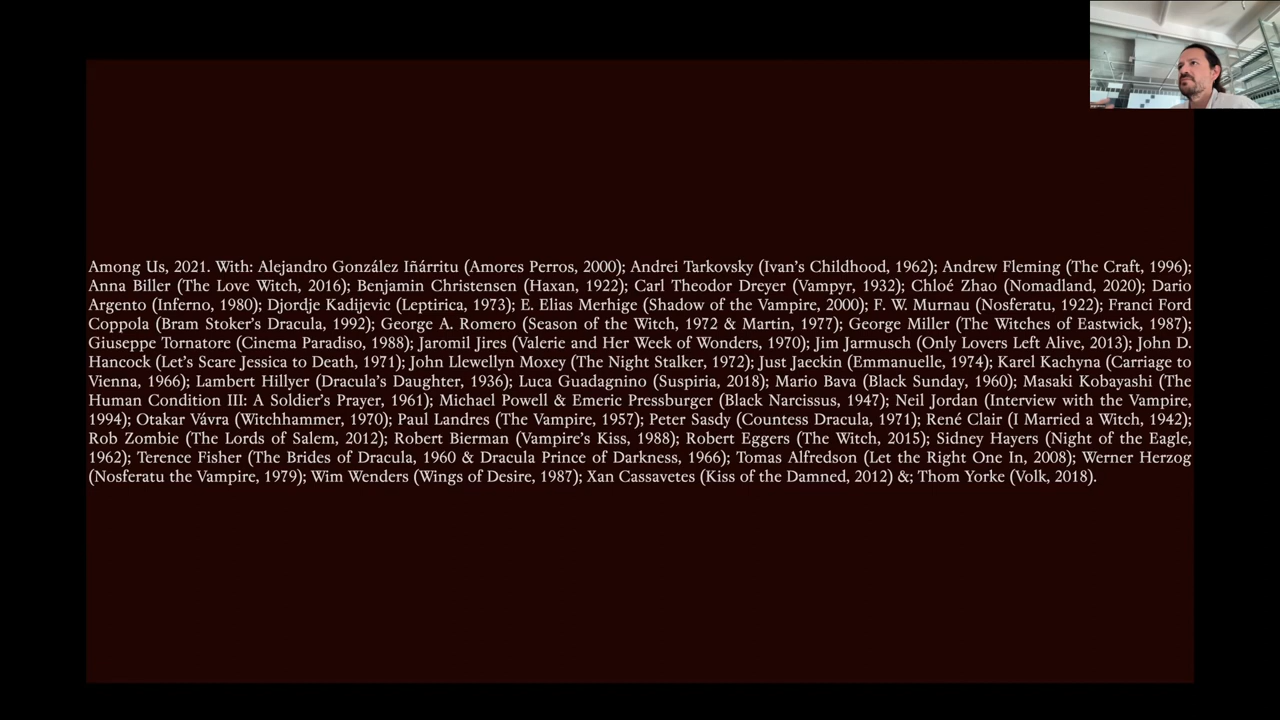 Among Us, 2021. With: Alejandro González Iñárritu (Amores Perros, 2000); Andrei Tarkovsky (Ivan's Childhood, 1962); Andrew Fleming (The Craft, 1996);
Anna Biller (The Love Witch, 2016); Benjamin Christensen (Haxan, 1922); Carl Theodor Dreyer (Vampyr, 1932); Chloé Zhao (Nomadland, 2020); Dario
Argento (Inferno, 1980); Djordje Kadijevic (Leptirica, 1973); E. Elias Merhige (Shadow of the Vampire, 2000); F. W. Murnau (Nosferatu, 1922); Franci Ford
Coppola (Bram Stoker's Dracula, 1992); George A. Romero (Season of the Witch, 1972 & Martin, 1977); George Miller (The Witches of Eastwick, 1987);
Giuseppe Tornatore (Cinema Paradiso, 1988); Jaromil Jires (Valerie and Her Week of Wonders, 1970); Jim Jarmusch (Only Lovers Left Alive, 2013); John D.
Hancock (Let's Scare Jessica to Death, 1971); John Llewellyn Moxey (The Night Stalker, 1972); Just Jaeckin (Emmanuelle, 1974); Karel Kachyna (Carriage to
Vienna, 1966); Lambert Hillyer (Dracula's Daughter, 1936); Luca Guadagnino (Suspiria, 2018); Mario Bava (Black Sunday, 1960); Masaki Kobayashi (The
Human Condition III: A Soldier's Prayer, 1961); Michael Powell & Emeric Pressburger (Black Narcissus, 1947); Neil Jordan (Interview with the Vampire,
1994); Otakar Vávra (Witchhammer, 1970); Paul Landres (The Vampire, 1957); Peter Sasdy (Countess Dracula, 1971); René Clair (I Married a Witch, 1942);
Rob Zombie (The Lords of Salem, 2012); Robert Bierman (Vampire's Kiss, 1988); Robert Eggers (The Witch, 2015); Sidney Hayers (Night of the Eagle,
1962); Terence Fisher (The Brides of Dracula, 1960 & Dracula Prince of Darkness, 1966); Tomas Alfredson (Let the Right One In, 2008); Werner Herzog
(Nosferatu the Vampire, 1979); Wim Wenders (Wings of Desire, 1987); Xan Cassavetes (Kiss of the Damned, 2012) &; Thom Yorke (Volk, 2018).